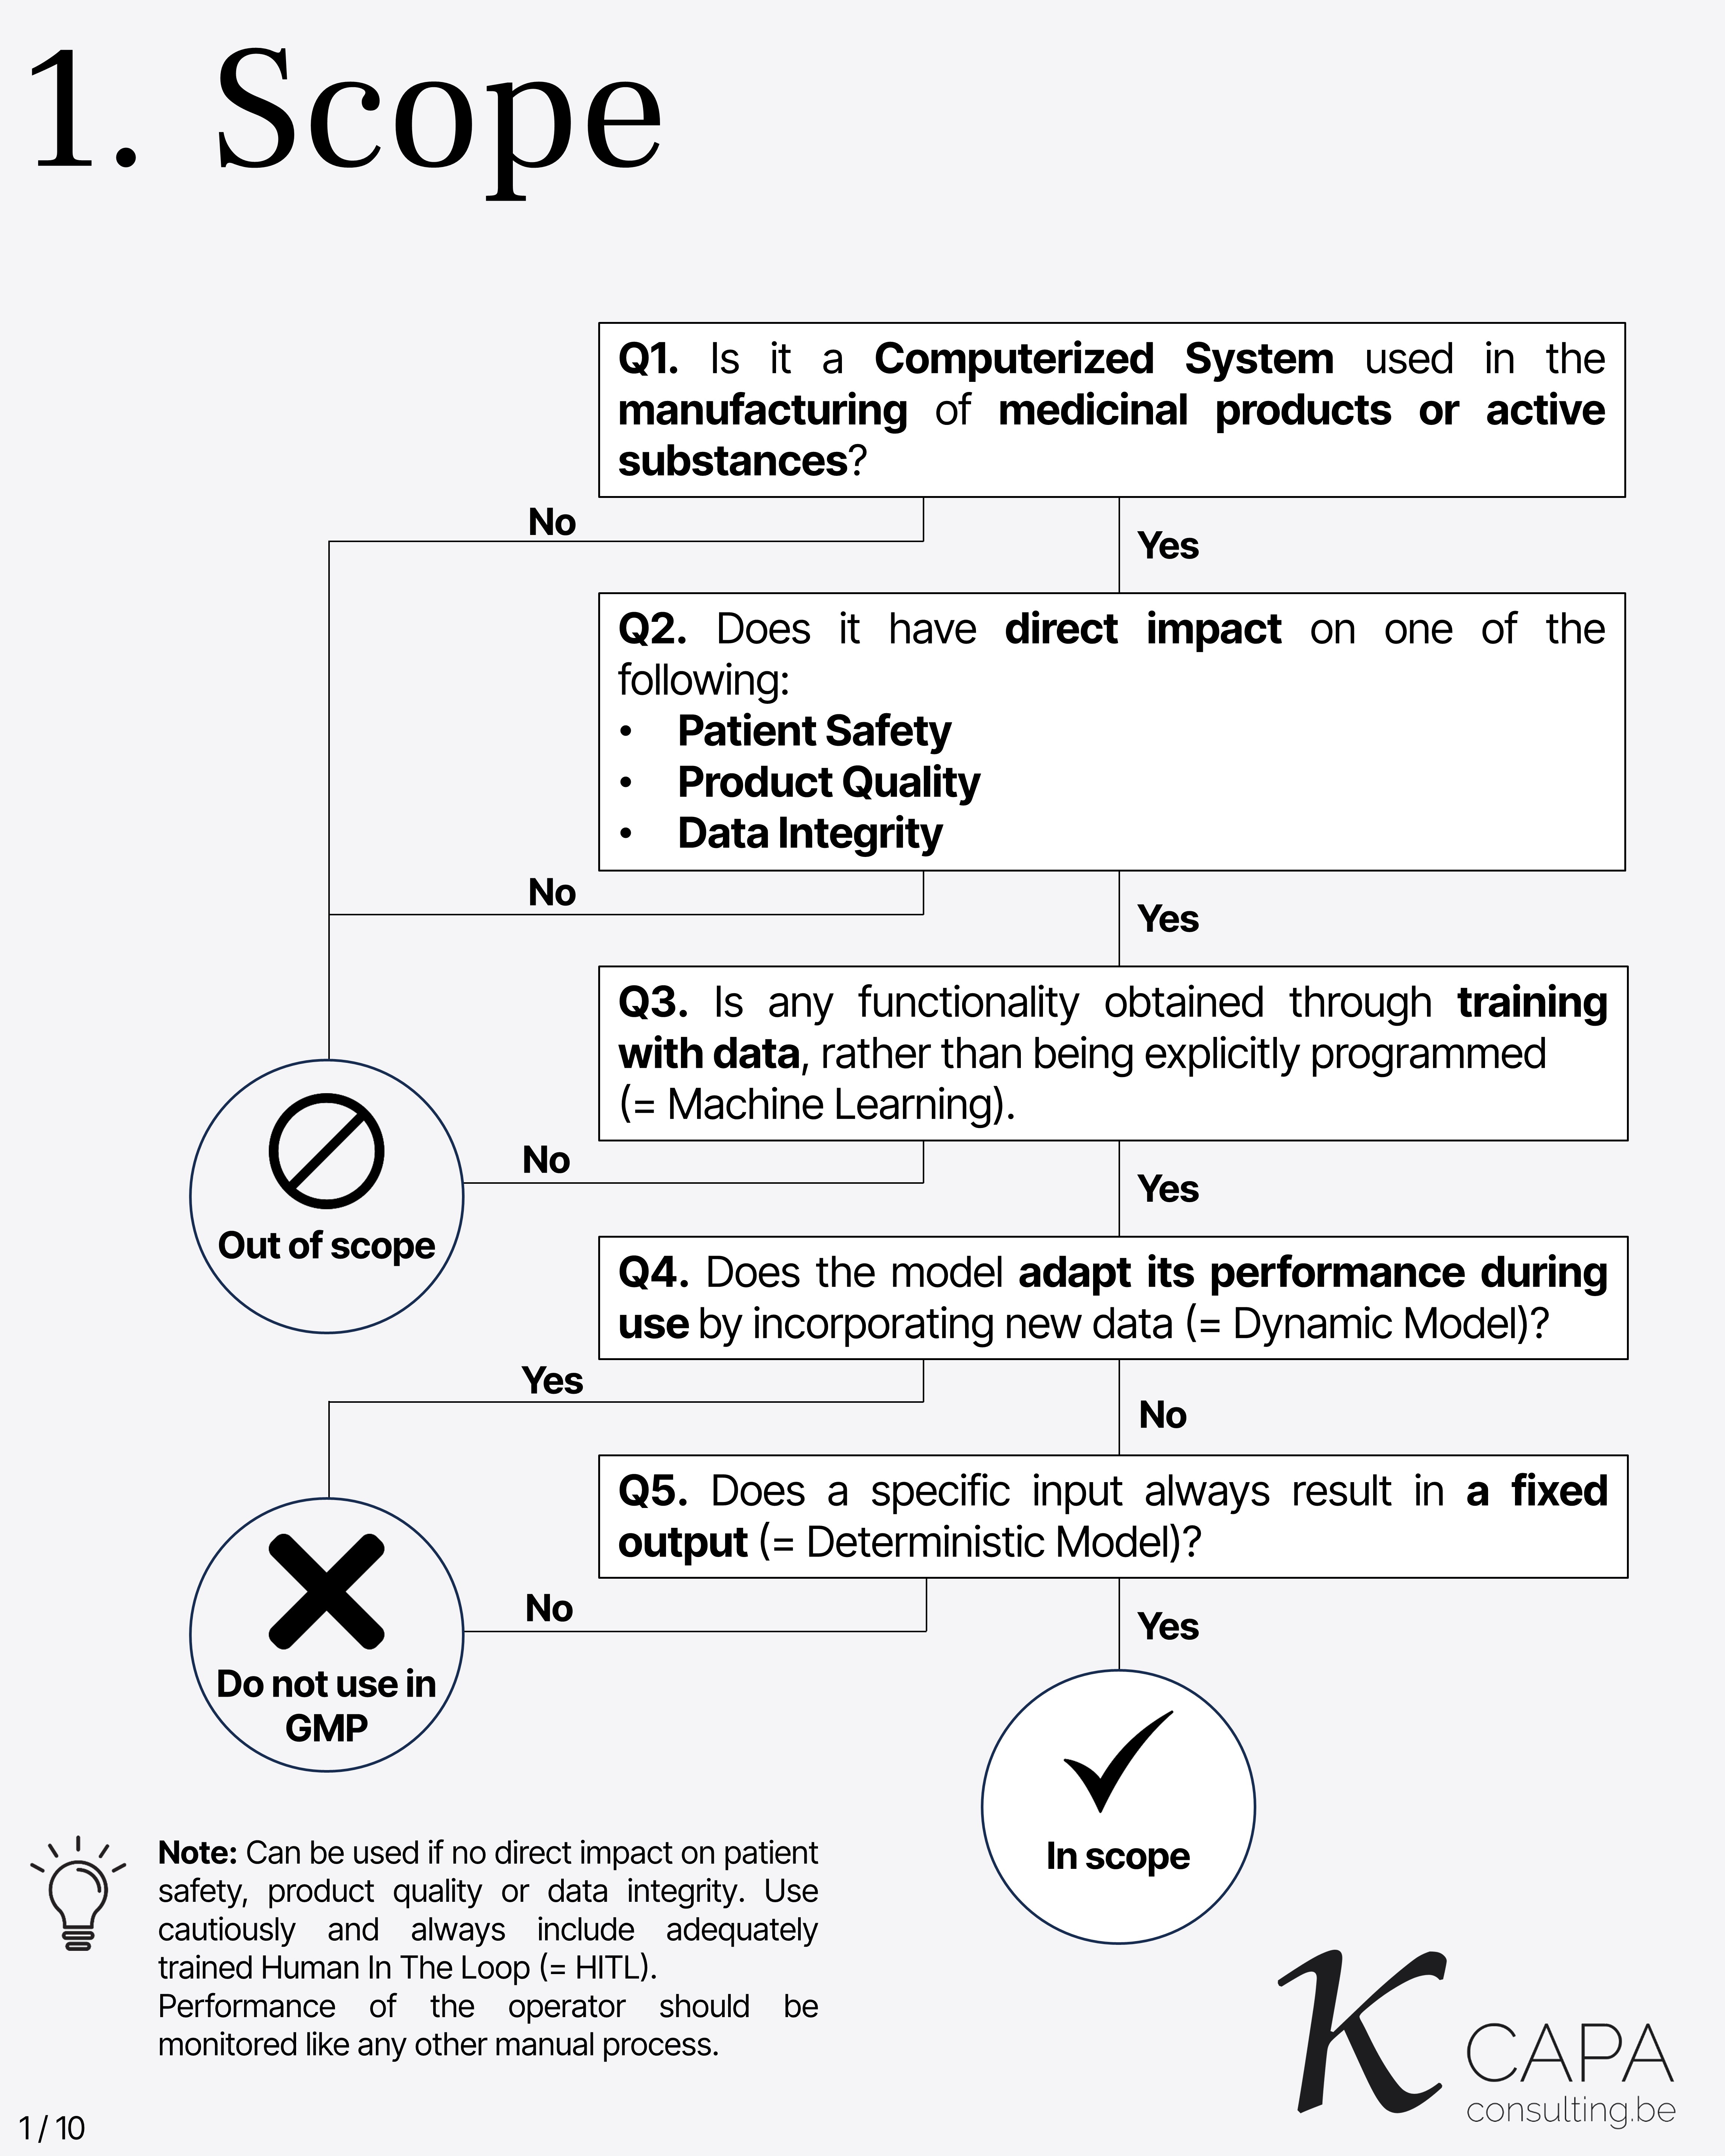 1. Scope
Q1. Is it a Computerized System used in the
manufacturing of medicinal products or active
substances?
No
Yes
Q2. Does it have direct impact on one of the
following:
• Patient Safety
• Product Quality
• Data Integrity
No
Yes
Q3. Is any functionality obtained through training
with data, rather than being explicitly programmed
(= Machine Learning).
No
Yes
Out of scope
Q4. Does the model adapt its performance during
use by incorporating new data (= Dynamic Model)?
Yes
No
Q5. Does a specific input always result in a fixed
output (= Deterministic Model)?
No
Yes
Do not use in
GMP
In scope
Note: Can be used if no direct impact on patient
safety, product quality or data integrity. Use
cautiously and always include adequately
trained Human In The Loop (= HITL).
Performance of the operator should be
monitored like any other manual process.
K CAPA
consulting.be
1 / 10